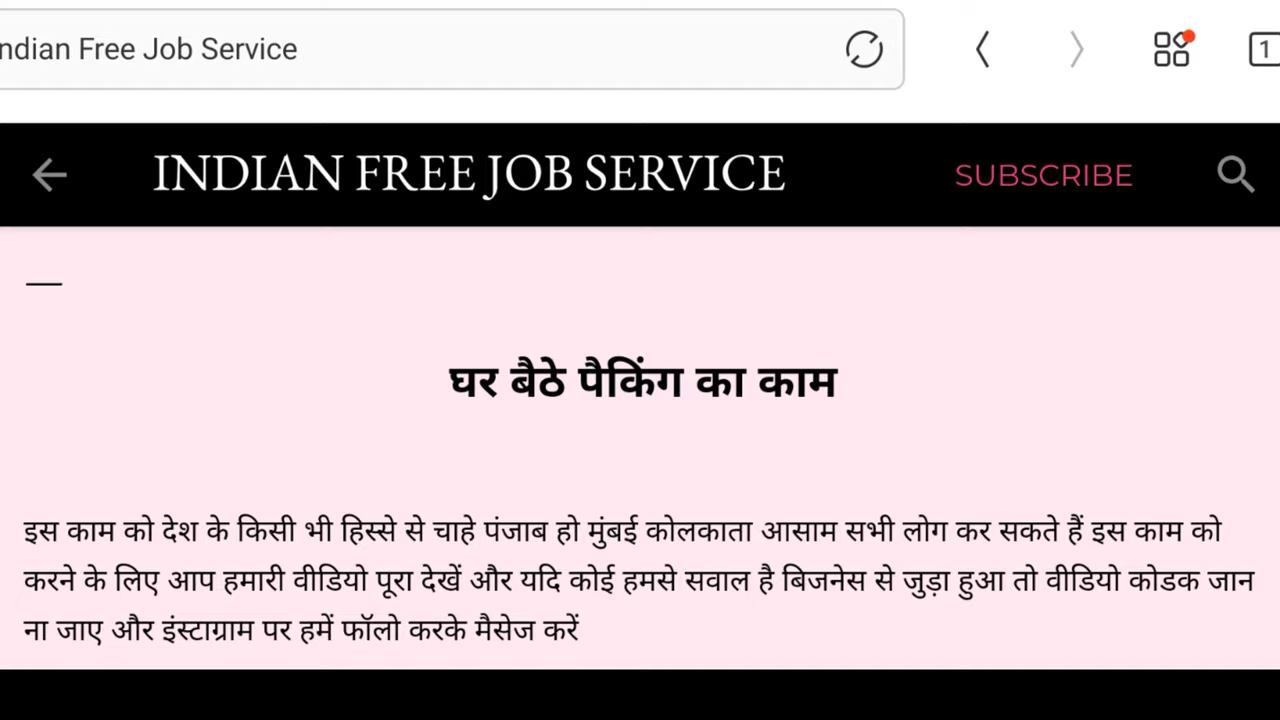 ndian Free Job Service
1
INDIAN FREE JOB SERVICE
SUBSCRIBE
घर बैठे पैकिंग का काम
इस काम को देश के किसी भी हिस्से से चाहे पंजाब हो मुंबई कोलकाता आसाम सभी लोग कर सकते हैं इस काम को
करने के लिए आप हमारी वीडियो पूरा देखें और यदि कोई हमसे सवाल है बिजनेस से जुड़ा हुआ तो वीडियो कोडक जान
ना जाए और इंस्टाग्राम पर हमें फॉलो करके मैसेज करें